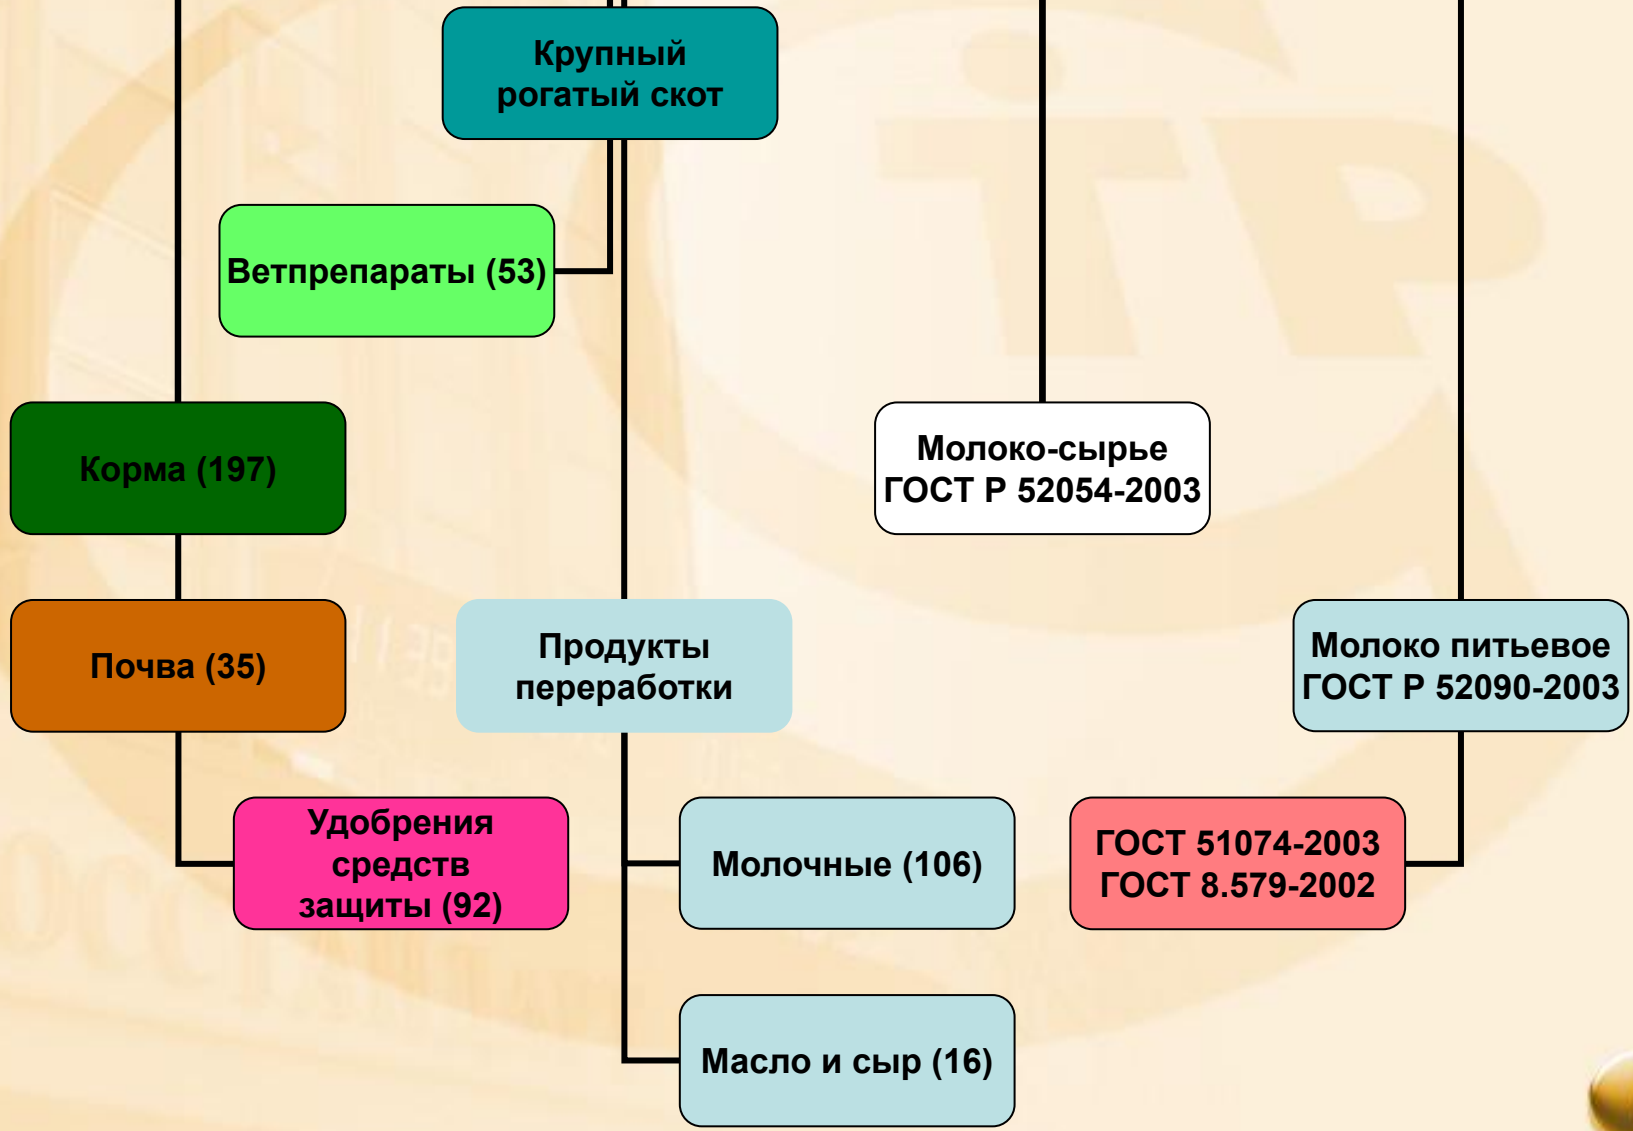 Крупный
рогатый скот
Ветпрепараты (53)
Корма (197)
Молоко-сырье
ГОСТ Р 52054-2003
Почва (35)
Продукты
переработки
Молоко питьевое
ГОСТ Р 52090-2003
Удобрения
средств
защиты (92)
Молочные (106)
ГОСТ 51074-2003
ГОСТ 8.579-2002
Масло и сыр (16)